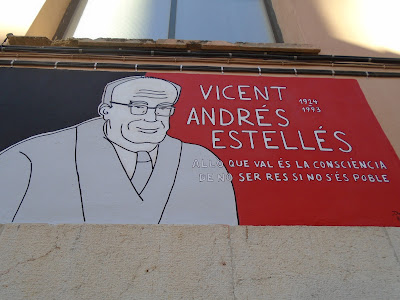 VICENT
ANDRÉS
ESTELLÉS
1924
1993
ALLÒ QUE VAL ÉS LA CONSCIÈNCIA
DE NO SER RES SI NO S'ÉS POBLE